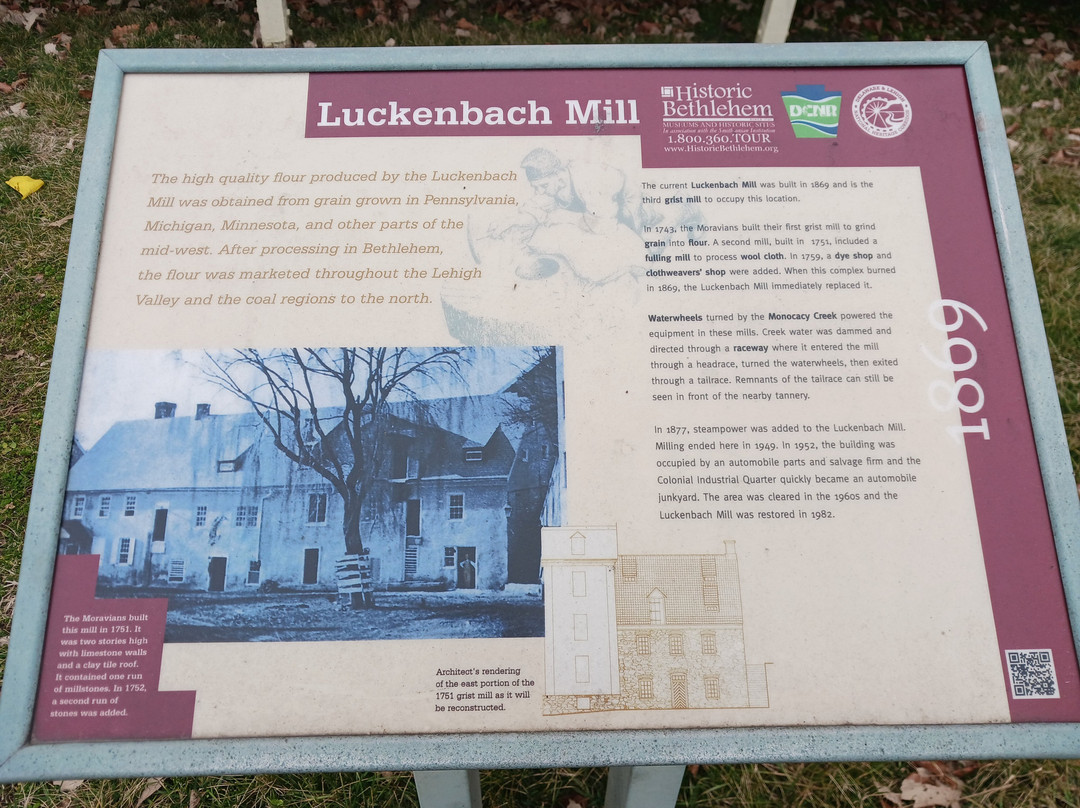 Luckenbach Mill
Historic
Bethlehem
MUSEUMS AND HISTORIC SITES
In association with the Smithsonian Institution
1.800.360.TOUR
www.HistoricBethlehem.org
DCNR
DELAWARE & LEHIGH
NATIONAL HERITAGE CORRIDOR
The high quality flour produced by the Luckenbach
Mill was obtained from grain grown in Pennsylvania,
Michigan, Minnesota, and other parts of the
mid-west. After processing in Bethlehem,
the flour was marketed throughout the Lehigh
Valley and the coal regions to the north.
The current Luckenbach Mill was built in 1869 and is the
third grist mill to occupy this location.
In 1743, the Moravians built their first grist mill to grind
grain into flour. A second mill, built in 1751, included a
fulling mill to process wool cloth. In 1759, a dye shop and
clothweavers' shop were added. When this complex burned
in 1869, the Luckenbach Mill immediately replaced it.
Waterwheels turned by the Monocacy Creek powered the
equipment in these mills. Creek water was dammed and
directed through a raceway where it entered the mill
through a headrace, turned the waterwheels, then exited
through a tailrace. Remnants of the tailrace can still be
seen in front of the nearby tannery.
In 1877, steampower was added to the Luckenbach Mill.
Milling ended here in 1949. In 1952, the building was
occupied by an automobile parts and salvage firm and the
Colonial Industrial Quarter quickly became an automobile
junkyard. The area was cleared in the 1960s and the
Luckenbach Mill was restored in 1982.
1869
The Moravians built
this mill in 1751. It
was two stories high
with limestone walls
and a clay tile roof.
It contained one run
of millstones. In 1752,
a second run of
stones was added.
Architect's rendering
of the east portion of the
1751 grist mill as it will
be reconstructed.